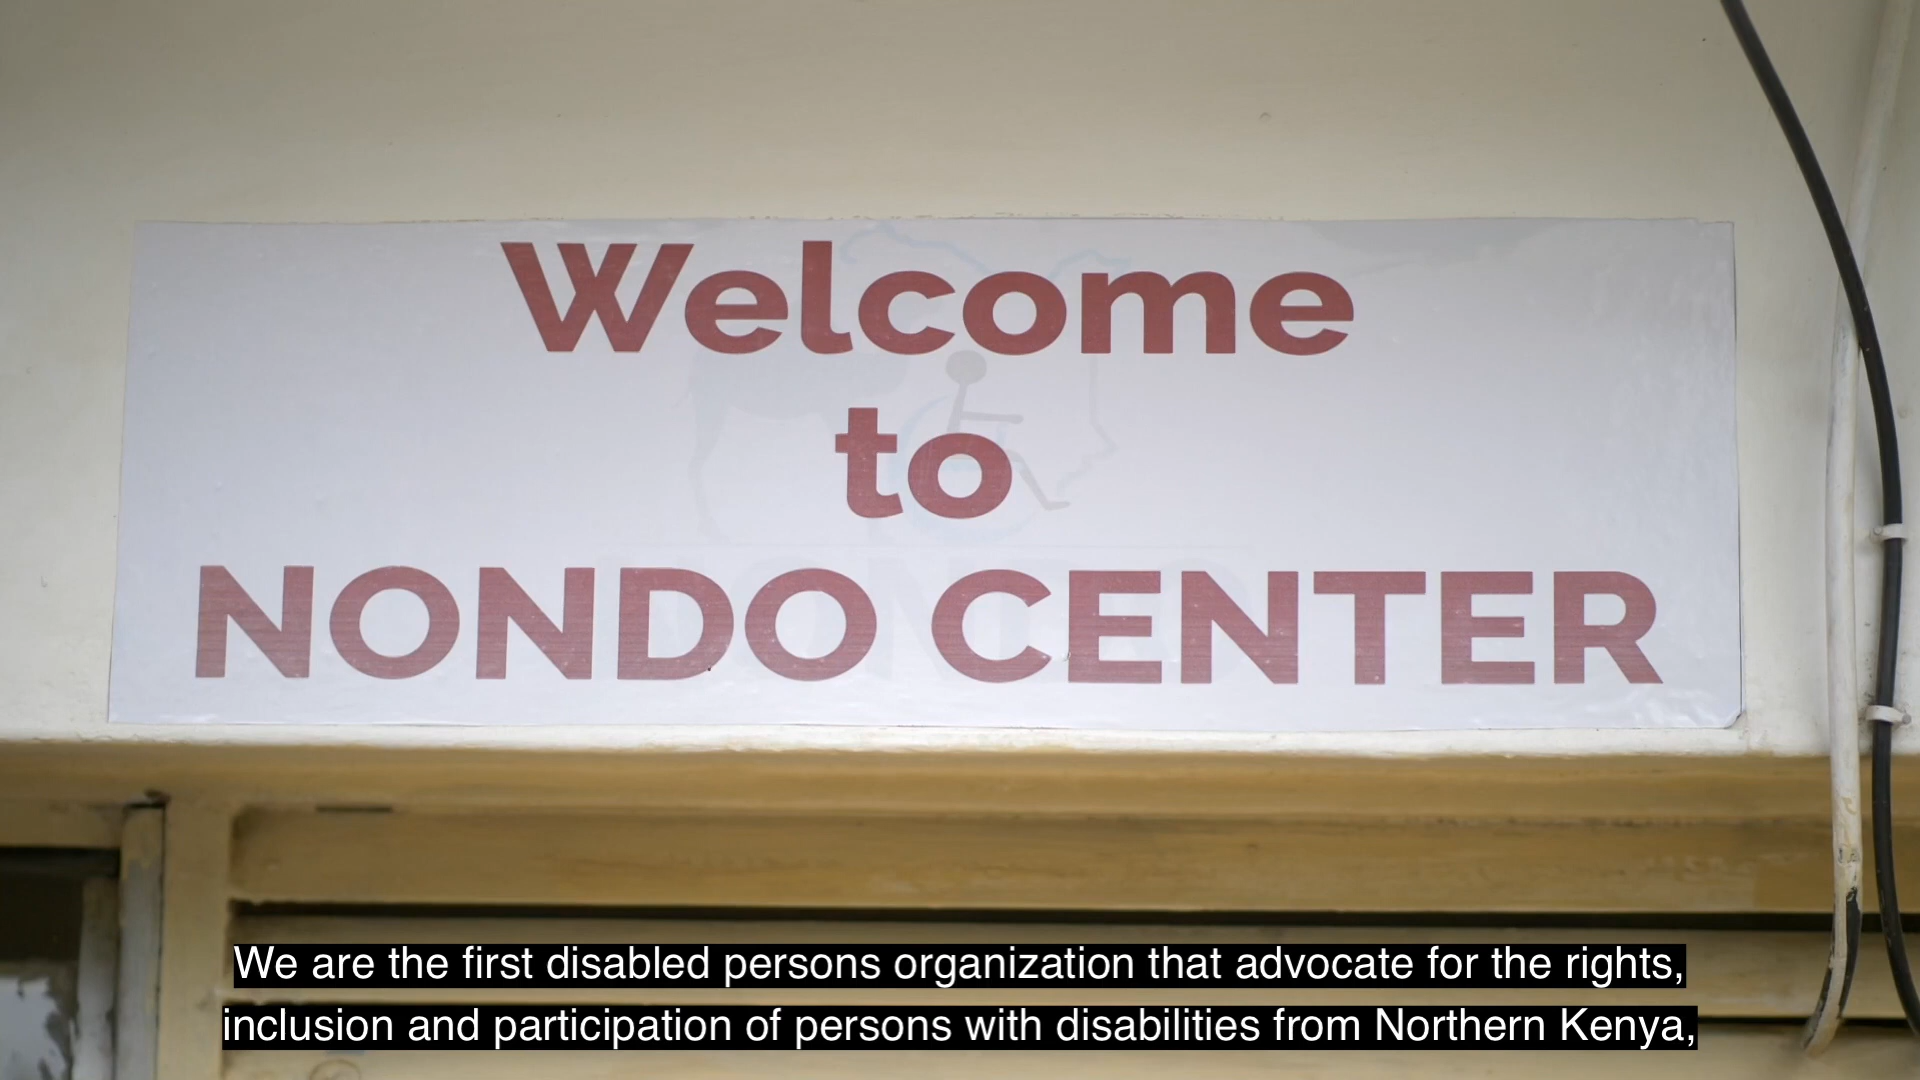 Welcome
to
NONDO CENTER
We are the first disabled persons organization that advocate for the rights,
inclusion and participation of persons with disabilities from Northern Kenya,